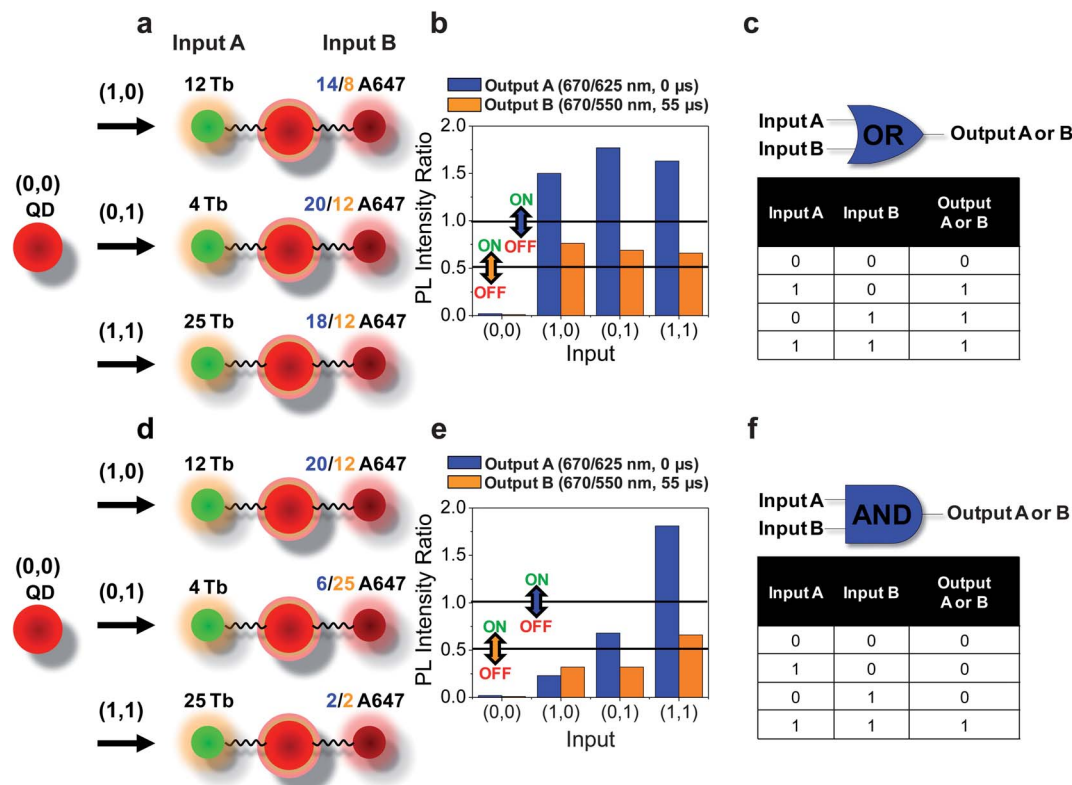 a
Input A Input B
(1,0)
12 Tb 14/8 A647
(0,0)
QD
(0,1)
4 Tb 20/12 A647
(1,1)
25 Tb 18/12 A647
b
Output A (670/625 nm, 0 µs)
Output B (670/550 nm, 55 µs)
PL Intensity Ratio
2.0
1.5
1.0
0.5
0.0
ON
OFF
ON
OFF
(0,0) (1,0) (0,1) (1,1)
Input
c
Input A
Input B
OR
Output A or B
Input A Input B Output A or B
0 0 0
1 0 1
0 1 1
1 1 1
d
(1,0)
12 Tb 20/12 A647
(0,0)
QD
(0,1)
4 Tb 6/25 A647
(1,1)
25 Tb 2/2 A647
e
Output A (670/625 nm, 0 µs)
Output B (670/550 nm, 55 µs)
PL Intensity Ratio
2.0
1.5
1.0
0.5
0.0
ON
OFF
ON
OFF
(0,0) (1,0) (0,1) (1,1)
Input
f
Input A
Input B
AND
Output A or B
Input A Input B Output A or B
0 0 0
1 0 0
0 1 0
1 1 1